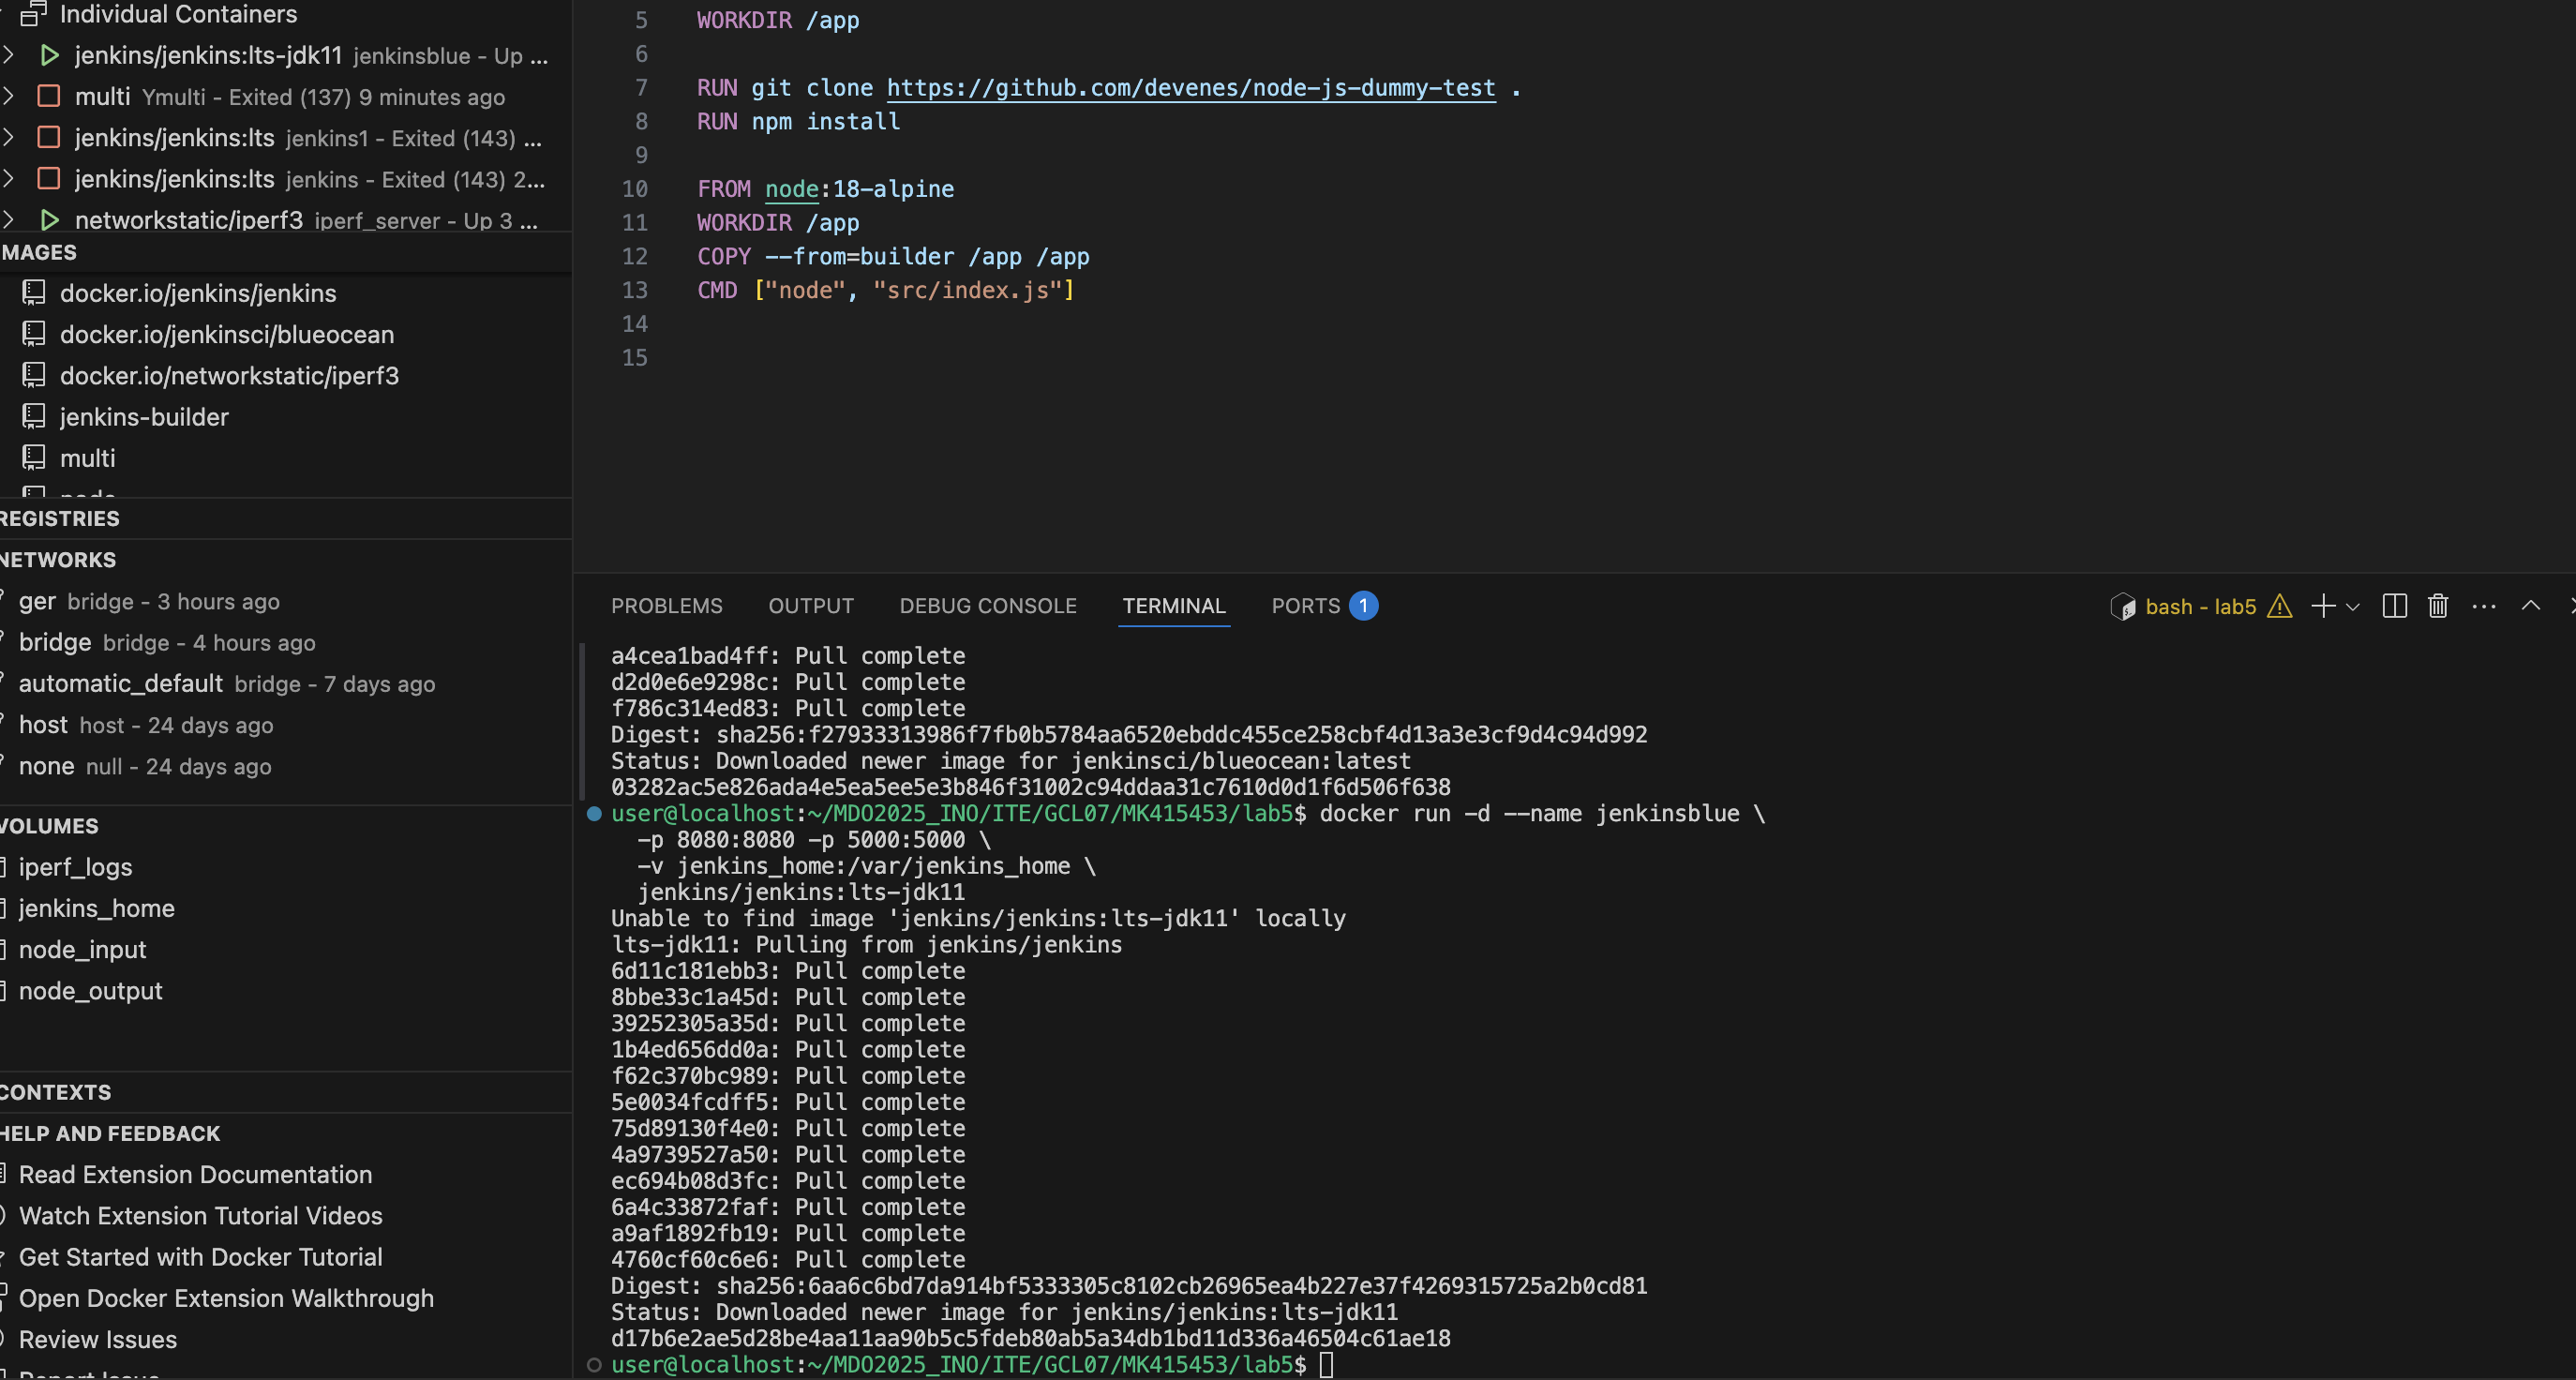 Individual Containers
jenkins/jenkins:lts-jdk11 jenkinsblue - Up ...
multi Ymulti - Exited (137) 9 minutes ago
jenkins/jenkins:lts jenkins1 - Exited (143) ...
jenkins/jenkins:lts jenkins - Exited (143) 2...
networkstatic/iperf3 iperf_server - Up 3 ...
MAGES
docker.io/jenkins/jenkins
docker.io/jenkinsci/blueocean
docker.io/networkstatic/iperf3
jenkins-builder
multi
node
REGISTRIES
NETWORKS
ger bridge - 3 hours ago
bridge bridge - 4 hours ago
automatic_default bridge - 7 days ago
host host - 24 days ago
none null - 24 days ago
VOLUMES
iperf_logs
jenkins_home
node_input
node_output
CONTEXTS
HELP AND FEEDBACK
Read Extension Documentation
Watch Extension Tutorial Videos
Get Started with Docker Tutorial
Open Docker Extension Walkthrough
Review Issues
Report Issue
5 WORKDIR /app
6
7 RUN git clone https://github.com/devenes/node-js-dummy-test .
8 RUN npm install
9
10 FROM node:18-alpine
11 WORKDIR /app
12 COPY --from=builder /app /app
13 CMD ["node", "src/index.js"]
14
15
PROBLEMS OUTPUT DEBUG CONSOLE TERMINAL PORTS 1 bash - lab5
a4cea1bad4ff: Pull complete
d2d0e6e9298c: Pull complete
f786c314ed83: Pull complete
Digest: sha256:f27933313986f7fb0b5784aa6520ebddc455ce258cbf4d13a3e3cf9d4c94d992
Status: Downloaded newer image for jenkinsci/blueocean:latest
03282ac5e826ada4e5ea5ee5e3b846f31002c94ddaa31c7610d0d1f6d506f638
user@localhost:~/MDO2025_INO/ITE/GCL07/MK415453/lab5$ docker run -d --name jenkinsblue \
-p 8080:8080 -p 5000:5000 \
-v jenkins_home:/var/jenkins_home \
jenkins/jenkins:lts-jdk11
Unable to find image 'jenkins/jenkins:lts-jdk11' locally
lts-jdk11: Pulling from jenkins/jenkins
6d11c181ebb3: Pull complete
8bbe33c1a45d: Pull complete
39252305a35d: Pull complete
1b4ed656dd0a: Pull complete
f62c370bc989: Pull complete
5e0034fcdff5: Pull complete
75d89130f4e0: Pull complete
4a9739527a50: Pull complete
ec694b08d3fc: Pull complete
6a4c33872faf: Pull complete
a9af1892fb19: Pull complete
4760cf60c6e6: Pull complete
Digest: sha256:6aa6c6bd7da914bf5333305c8102cb26965ea4b227e37f4269315725a2b0cd81
Status: Downloaded newer image for jenkins/jenkins:lts-jdk11
d17b6e2ae5d28be4aa11aa90b5c5fdeb80ab5a34db1bd11d336a46504c61ae18
user@localhost:~/MDO2025_INO/ITE/GCL07/MK415453/lab5$